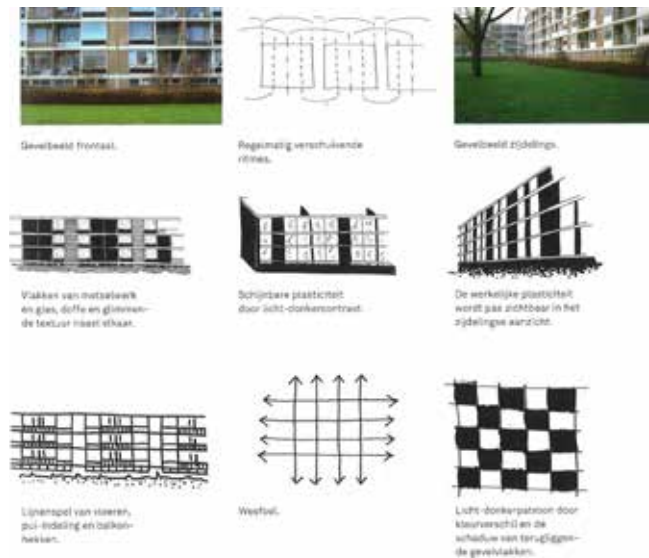 Gevelbeeld frontaal.
Regelmatig verschuivende
ritmes.
Gevelbeeld zijdelings.
Vlakken van metselwerk
en glas, doffe en glimmen-
de textuur naast elkaar.
Schijnbare plasticiteit
door licht-donkercontrast.
De werkelijke plasticiteit
wordt pas zichtbaar in het
zijdelingse aanzicht.
Lijnenspel van vloeren,
pui-indeling en balkon-
hekken.
Weefsel.
Licht-donkerpatroon door
kleurverschil en de
schaduw van terugliggen-
de gevelvlakken.